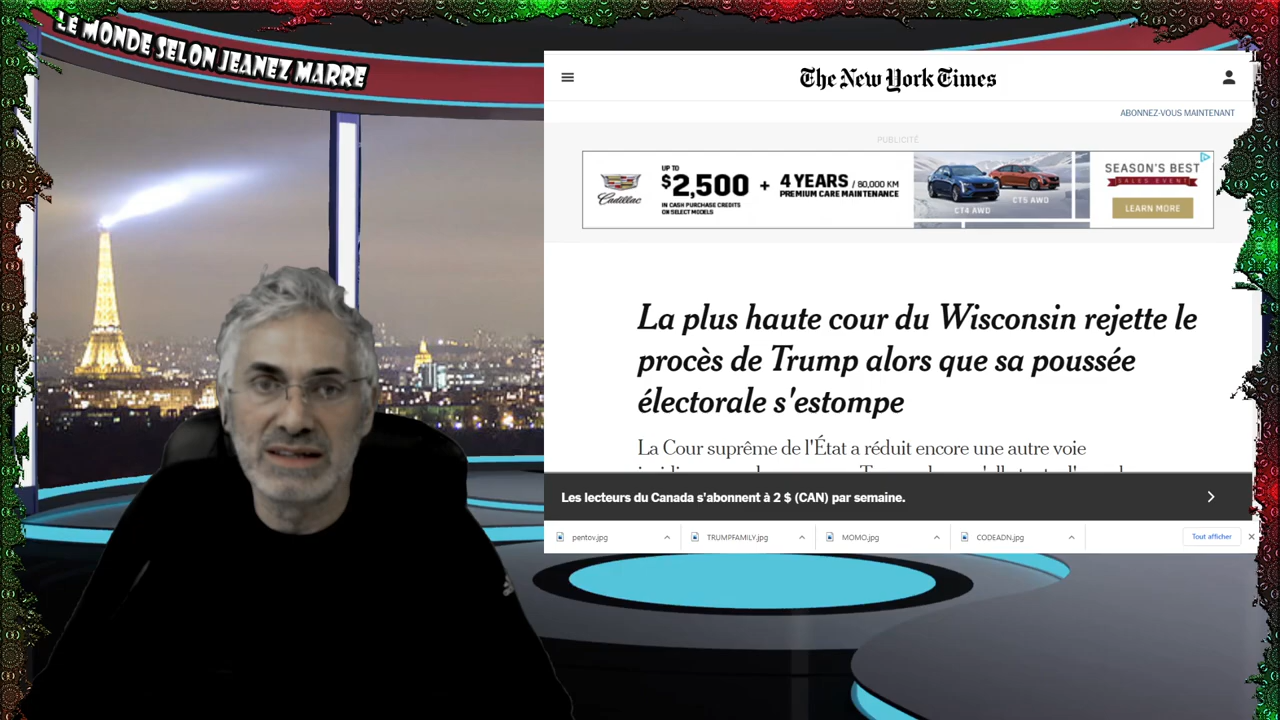 LE MONDE SELON JEANEZ MARRE
The New York Times
ABONNEZ-VOUS MAINTENANT
PUBLICITÉ
Cadillac
UP TO
$2,500
IN CASH PURCHASE CREDITS
ON SELECT MODELS
+
4 YEARS / 80,000 KM
PREMIUM CARE MAINTENANCE
CT4 AWD
CT5 AWD
SEASON'S BEST
SALES EVENT
LEARN MORE
La plus haute cour du Wisconsin rejette le
procès de Trump alors que sa poussée
électorale s'estompe
La Cour suprême de l'État a réduit encore une autre voie
Les lecteurs du Canada s'abonnent à 2 $ (CAN) par semaine.
pentov.jpg
TRUMPFAMILY.jpg
MOMO.jpg
CODEADN.jpg
Tout afficher